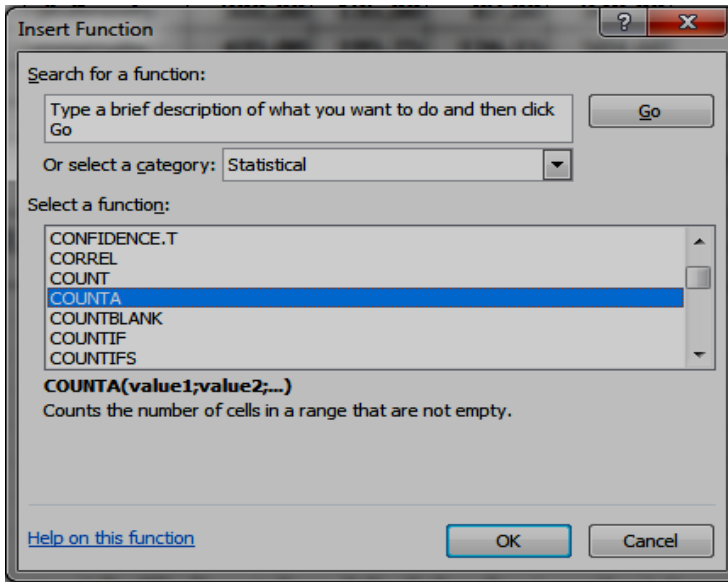 Insert Function
Search for a function:
Type a brief description of what you want to do and then click
Go
Go
Or select a category: Statistical
Select a function:
CONFIDENCE.T
CORREL
COUNT
COUNTA
COUNTBLANK
COUNTIF
COUNTIFS
COUNTA(value1;value2;...)
Counts the number of cells in a range that are not empty.
Help on this function
OK
Cancel